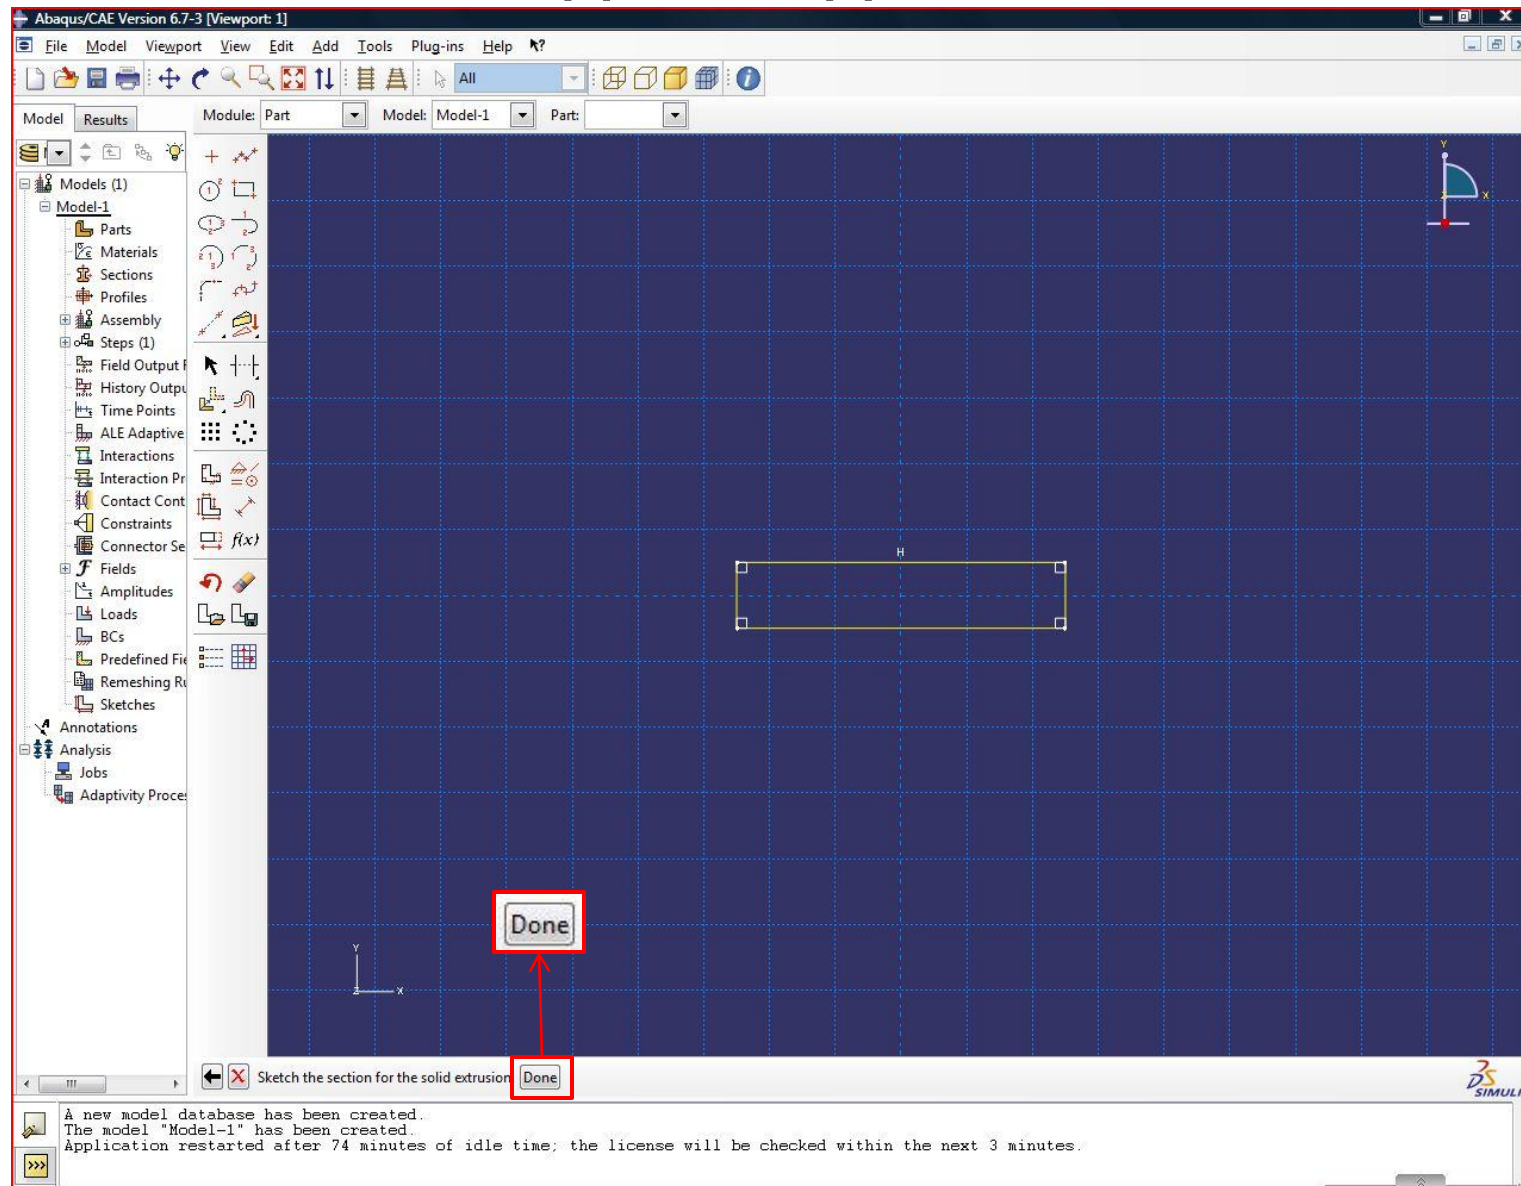 Abaqus/CAE Version 6.7-3 [Viewport: 1]
File Model Viewport View Edit Add Tools Plug-ins Help
All
Model Results
Module: Part Model: Model-1 Part:
Models (1)
Model-1
Parts
Materials
Sections
Profiles
Assembly
Steps (1)
Field Output
History Outpu
Time Points
ALE Adaptive
Interactions
Interaction Pr
Contact Cont
Constraints
Connector Se
Fields
Amplitudes
Loads
BCs
Predefined Fie
Remeshing Ru
Sketches
Annotations
Analysis
Jobs
Adaptivity Proces
f(x)
Y
X
H
Done
Y
Z X
Sketch the section for the solid extrusion Done
SIMULI
A new model database has been created.
The model "Model-1" has been created.
Application restarted after 74 minutes of idle time; the license will be checked within the next 3 minutes.
>>>